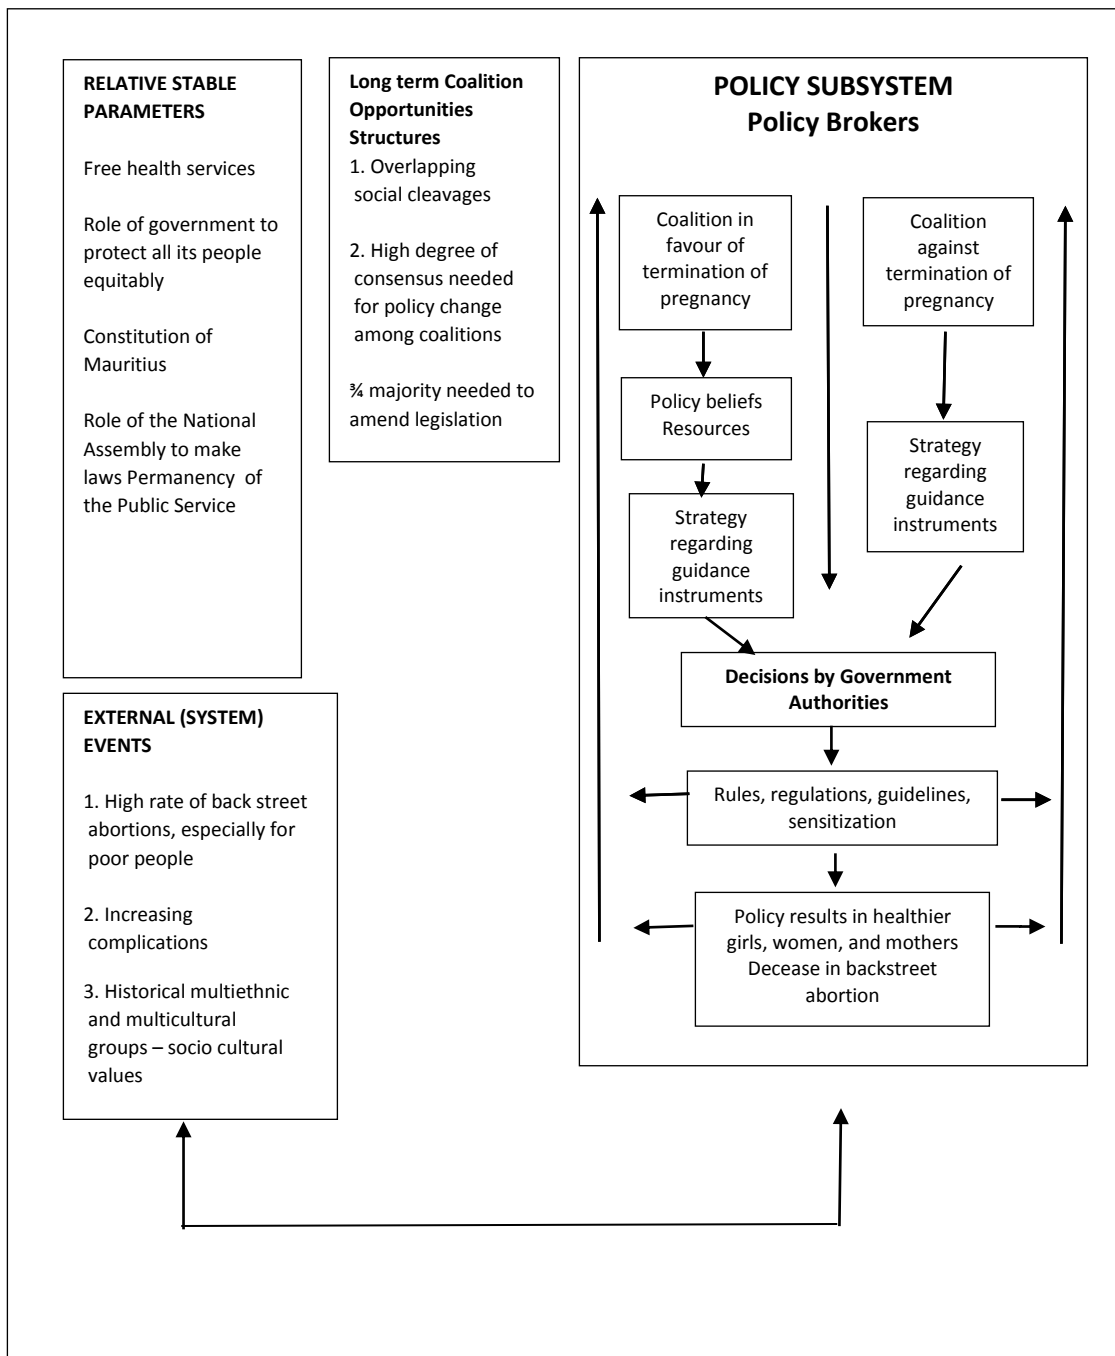 RELATIVE STABLE
PARAMETERS
Free health services
Role of government to
protect all its people
equitably
Constitution of
Mauritius
Role of the National
Assembly to make
laws Permanency of
the Public Service
Long term Coalition
Opportunities
Structures
1. Overlapping
social cleavages
2. High degree of
consensus needed
for policy change
among coalitions
¾ majority needed to
amend legislation
EXTERNAL (SYSTEM)
EVENTS
1. High rate of back street
abortions, especially for
poor people
2. Increasing
complications
3. Historical multiethnic
and multicultural
groups – socio cultural
values
POLICY SUBSYSTEM
Policy Brokers
Coalition in
favour of
termination of
pregnancy
Policy beliefs
Resources
Strategy
regarding
guidance
instruments
Coalition
against
termination of
pregnancy
Strategy
regarding
guidance
instruments
Decisions by Government
Authorities
Rules, regulations, guidelines,
sensitization
Policy results in healthier
girls, women, and mothers
Decease in backstreet
abortion